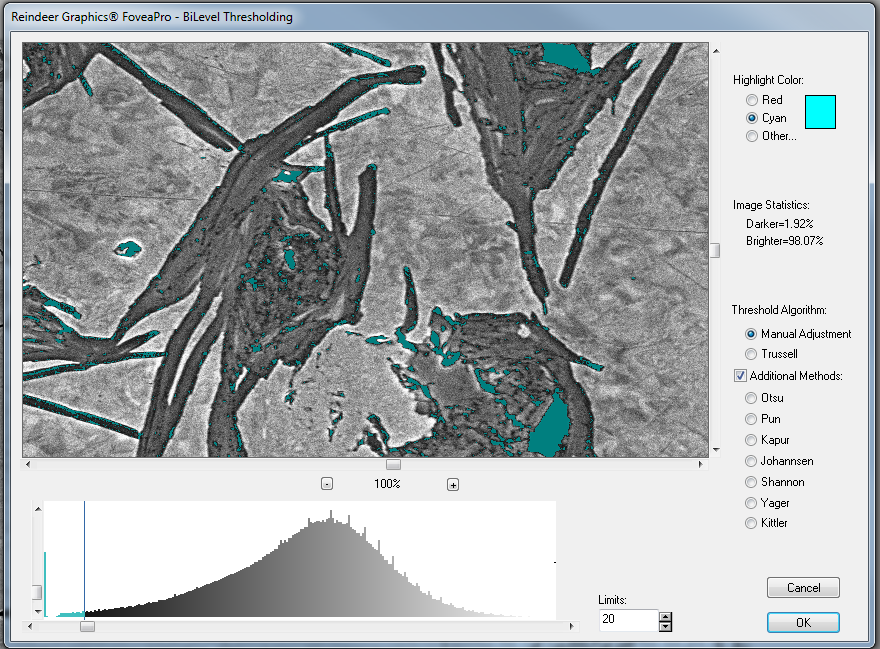 Reindeer Graphics® FoveaPro - BiLevel Thresholding
Highlight Color:
Red
Cyan
Other...
Image Statistics:
Darker=1.92%
Brighter=98.07%
Threshold Algorithm:
Manual Adjustment
Trussell
Additional Methods:
Otsu
Pun
Kapur
Johannsen
Shannon
Yager
Kittler
- 100% +
Limits:
20
Cancel
OK